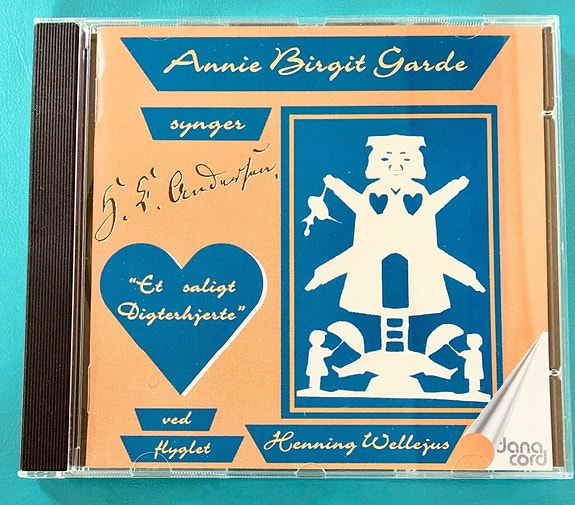 Annie Birgit Garde
synger
H. C. Andersen.
"Et saligt
Digterhjerte"
ved
flyglet
Henning Wellejus
dana
cord